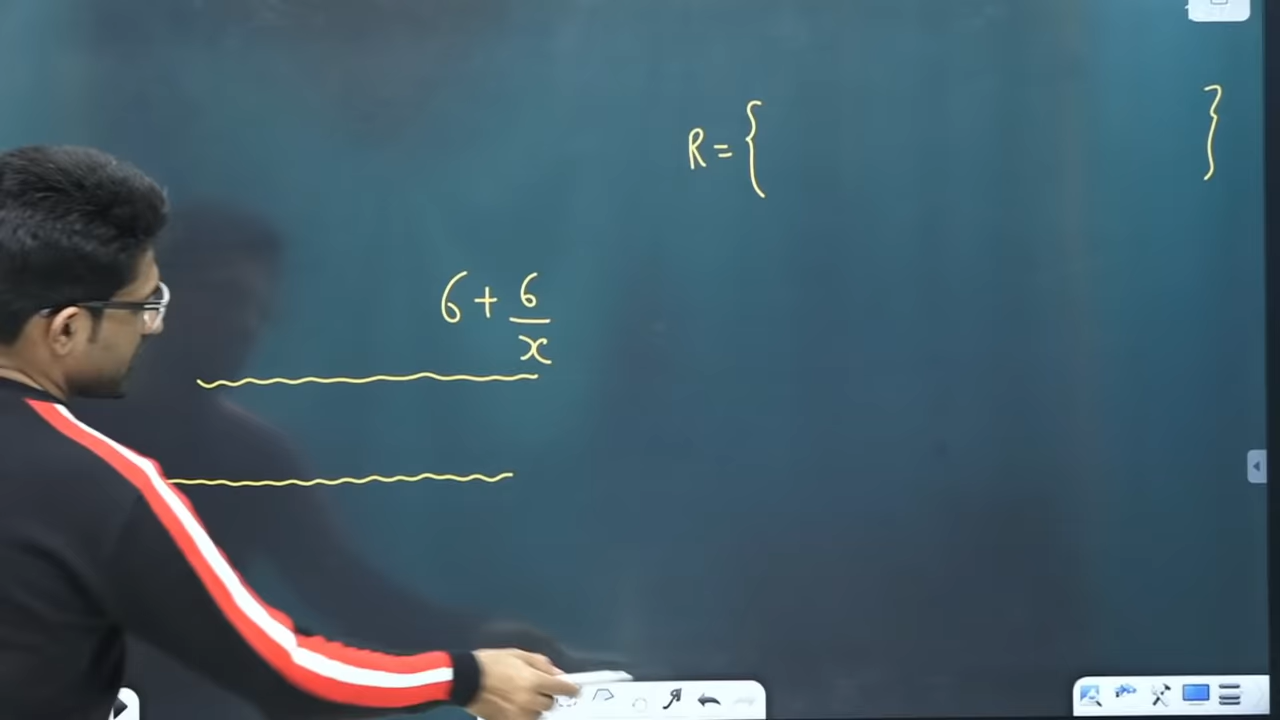 R = {                    }
6 + 6/x